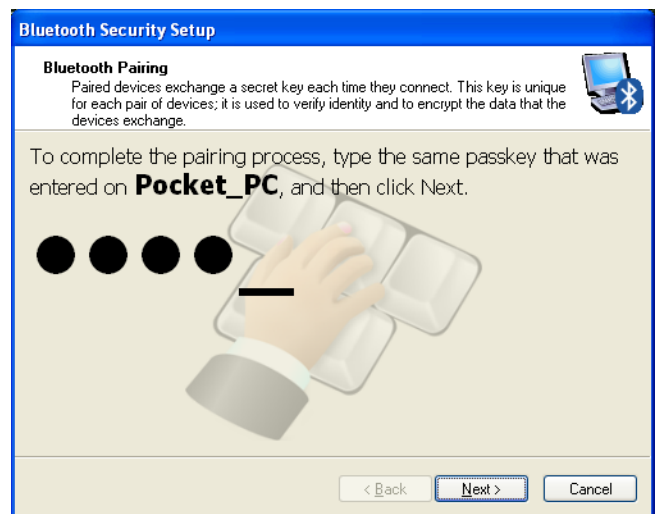 Bluetooth Security Setup
Bluetooth Pairing
Paired devices exchange a secret key each time they connect. This key is unique
for each pair of devices; it is used to verify identity and to encrypt the data that the
devices exchange.
To complete the pairing process, type the same passkey that was
entered on Pocket_PC, and then click Next.
●●●●_
< Back Next > Cancel